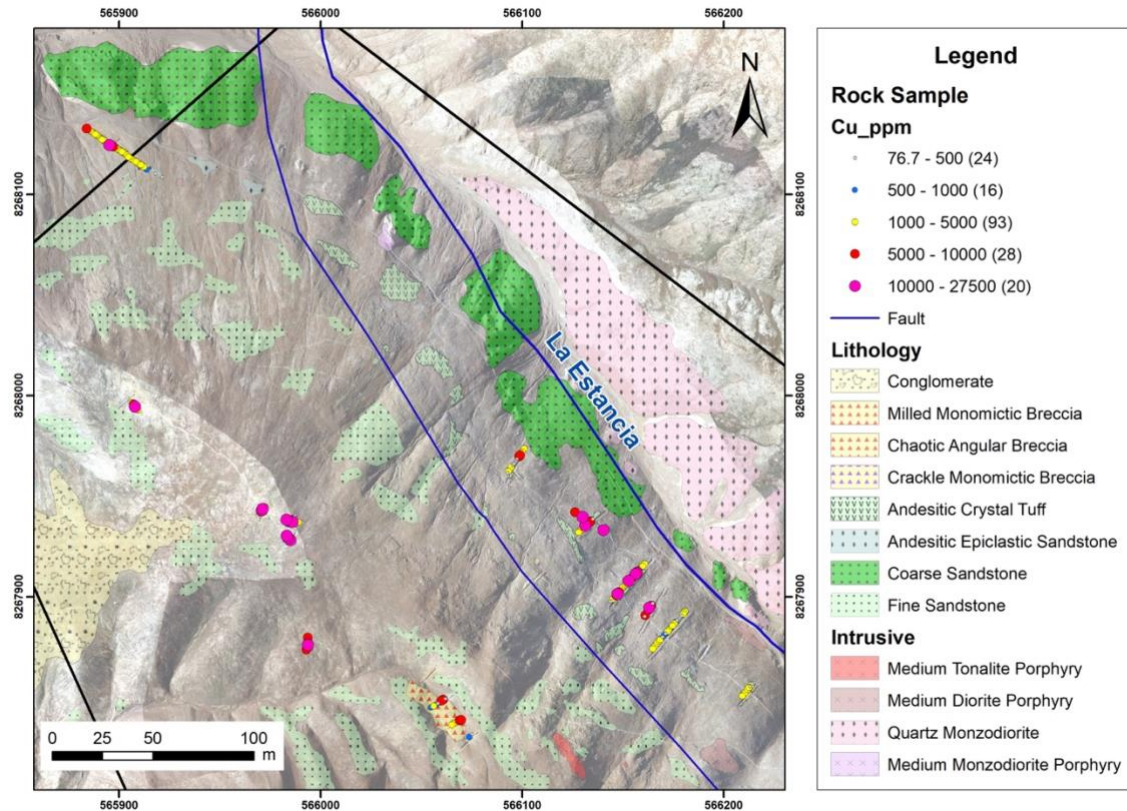 565900 566000 566100 566200
8268100
8268000
8267900
8268100
8268000
8267900
N
La Estancia
0 25 50 100
m
565900 566000 566100 566200
Legend
Rock Sample
Cu_ppm
76.7 - 500 (24)
500 - 1000 (16)
1000 - 5000 (93)
5000 - 10000 (28)
10000 - 27500 (20)
Fault
Lithology
Conglomerate
Milled Monomictic Breccia
Chaotic Angular Breccia
Crackle Monomictic Breccia
Andesitic Crystal Tuff
Andesitic Epiclastic Sandstone
Coarse Sandstone
Fine Sandstone
Intrusive
Medium Tonalite Porphyry
Medium Diorite Porphyry
Quartz Monzodiorite
Medium Monzodiorite Porphyry